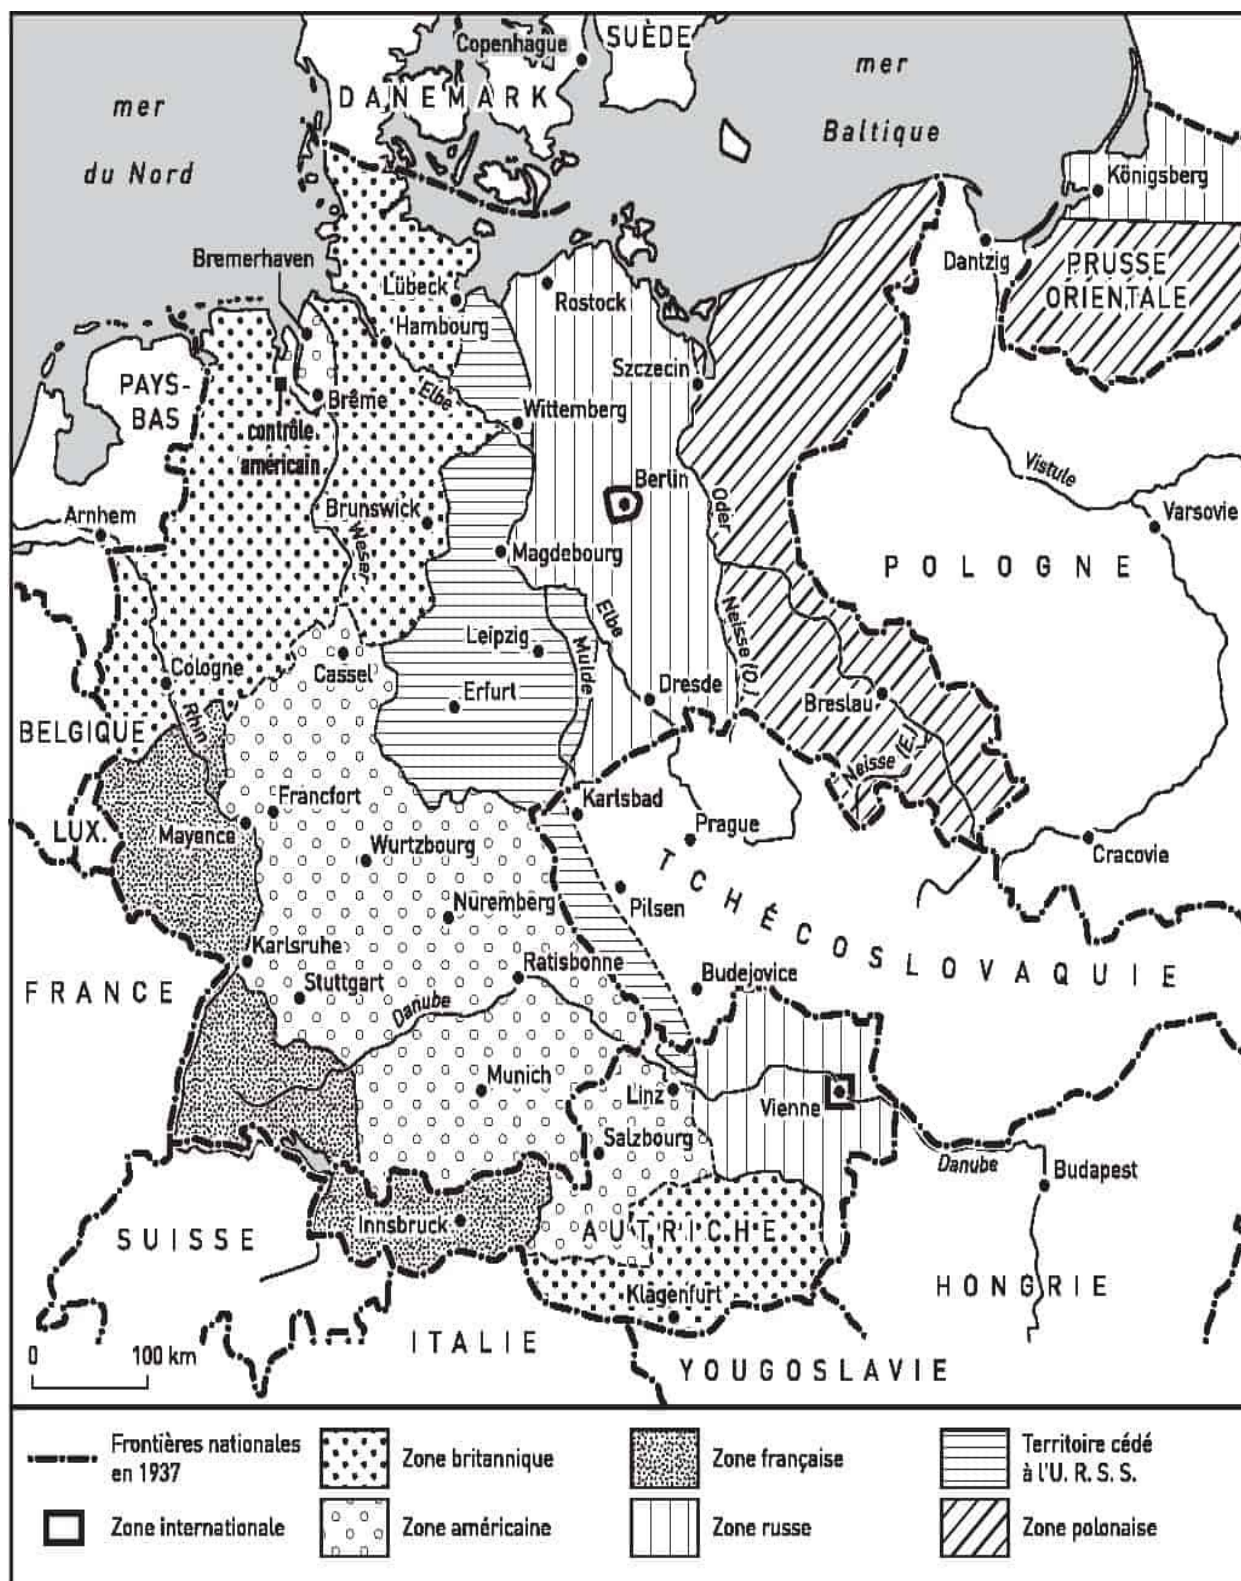 Copenhague
SUÈDE
mer
Baltique
DANEMARK
mer
du Nord
Königsberg
Bremerhaven
Lübeck
Rostock
Dantzig
PRUSSE
ORIENTALE
Hambourg
Szczecin
PAYS-
BAS
Elbe
Brême
Wittemberg
contrôle
américain
Vistule
Berlin
Oder
Arnhem
Brunswick
Varsovie
Weser
Magdebourg
POLOGNE
Elbe
Neisse (O.)
Leipzig
Mulde
Cologne
Cassel
Erfurt
Dresde
Breslau
Rhin
BELGIQUE
Neisse (E.)
Francfort
Karlsbad
LUX.
Mayence
Prague
Cracovie
Wurtzbourg
TCHÉCOSLOVAQUIE
Nuremberg
Pilsen
Karlsruhe
Ratisbonne
Budejovice
FRANCE
Stuttgart
Danube
Munich
Linz
Vienne
Salzbourg
Danube
Budapest
Innsbruck
AUTRICHE
SUISSE
Klagenfurt
HONGRIE
ITALIE
0 100 km
YOUGOSLAVIE
Frontières nationales
en 1937
Zone britannique
Zone française
Territoire cédé
à l'U. R. S. S.
Zone internationale
Zone américaine
Zone russe
Zone polonaise